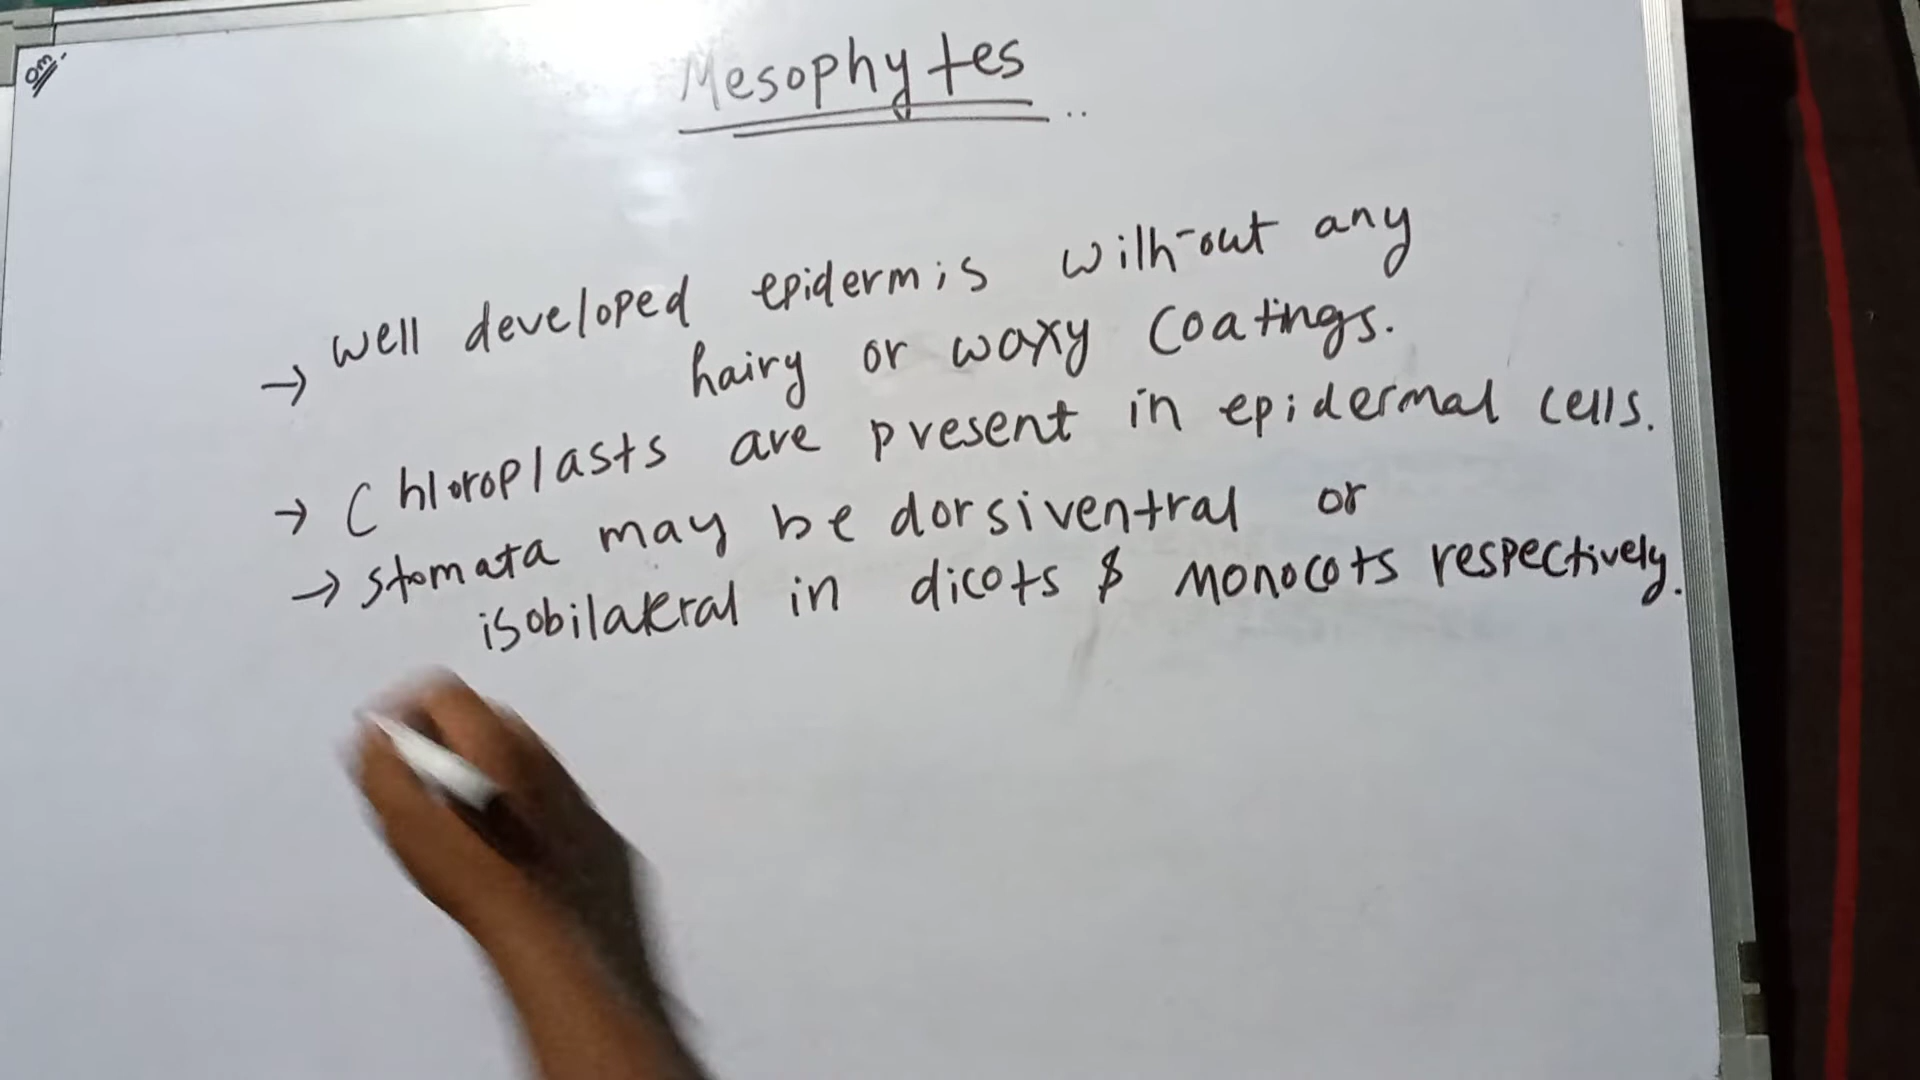 om.
Mesophytes
→ well developed epidermis with-out any
hairy or waxy coatings.
→ Chloroplasts are present in epidermal cells.
→ stomata may be dorsiventral or
isobilateral in dicots & monocots respectively.